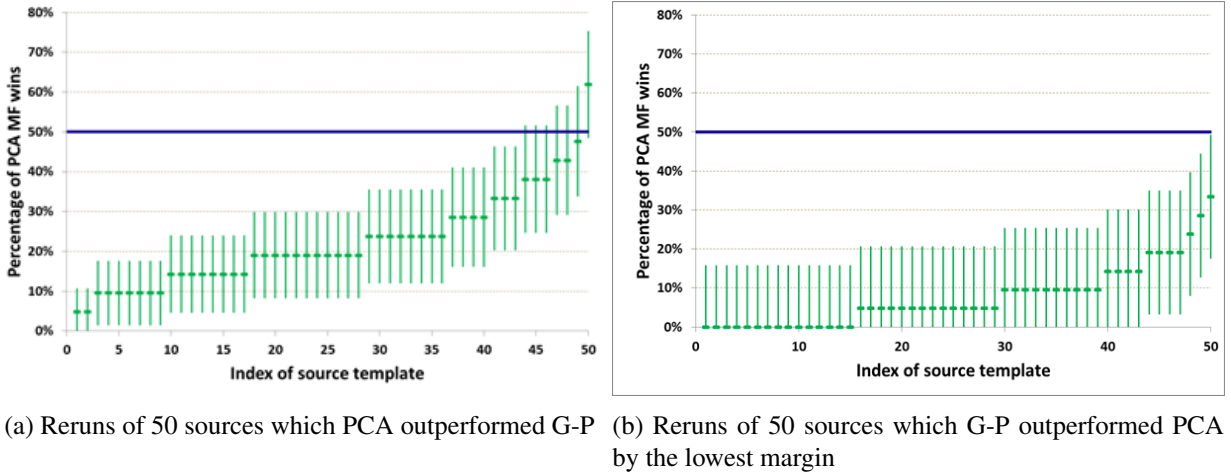 80%
70%
60%
50%
40%
30%
20%
10%
0%
Percentage of PCA MF wins
0 5 10 15 20 25 30 35 40 45 50
Index of source template
80%
70%
60%
50%
40%
30%
20%
10%
0%
Percentage of PCA MF wins
0 10 20 30 40 50
Index of source template
(a) Reruns of 50 sources which PCA outperformed G-P
(b) Reruns of 50 sources which G-P outperformed PCA
by the lowest margin